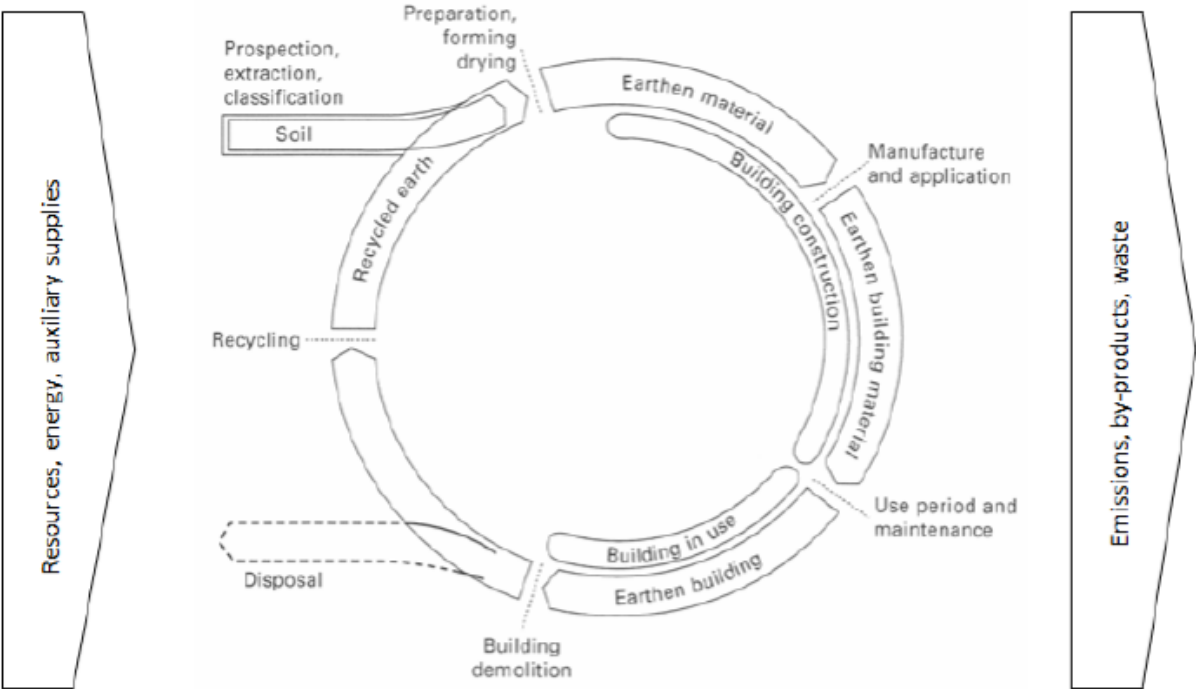 Resources, energy, auxiliary supplies
Preparation,
forming
drying
Prospection,
extraction,
classification
Soil
Earthen material
Manufacture
and application
Building construction
Recycled earth
Earthen building material
Recycling
Use period and
maintenance
Building in use
Earthen building
Disposal
Building
demolition
Emissions, by-products, waste